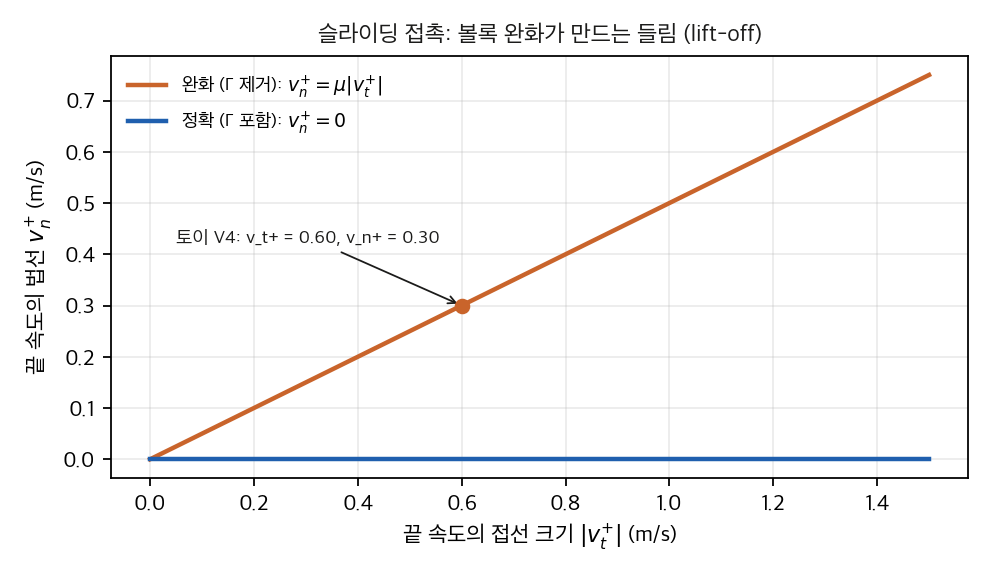 슬라이딩 접촉: 볼록 완화가 만드는 들림 (lift-off)
완화 (Γ 제거): $v_n^+ = \mu|v_t^+|$
정확 (Γ 포함): $v_n^+ = 0$
토이 V4: v_t+ = 0.60, v_n+ = 0.30
끝 속도의 법선 $v_n^+$ (m/s)
0.7
0.6
0.5
0.4
0.3
0.2
0.1
0.0
0.0 0.2 0.4 0.6 0.8 1.0 1.2 1.4
끝 속도의 접선 크기 $|v_t^+|$ (m/s)